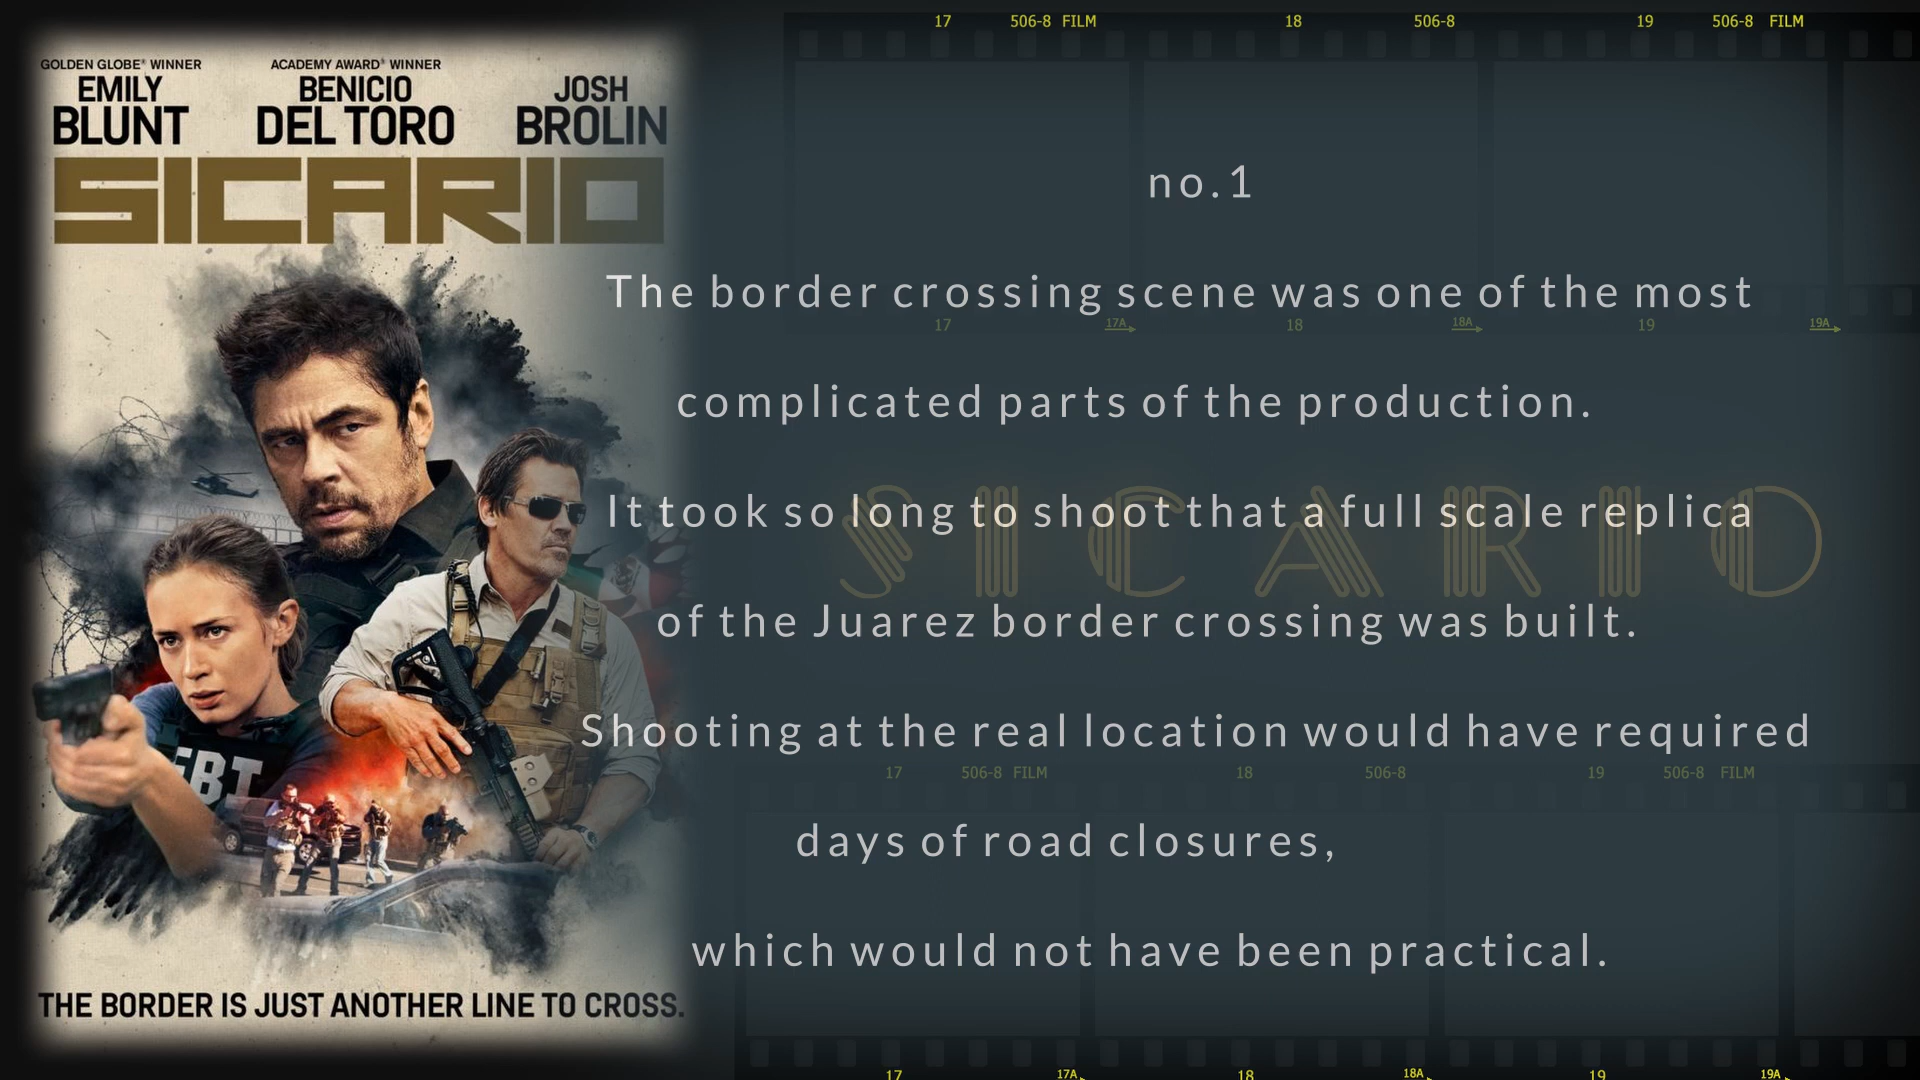 17 506-8 FILM 18 506-8 19 506-8 FILM
GOLDEN GLOBE® WINNER ACADEMY AWARD® WINNER
EMILY BENICIO JOSH
BLUNT DEL TORO BROLIN
SICARIO
no.1
The border crossing scene was one of the most
17 17A 18 18A 19 19A
complicated parts of the production.
SICARIO
It took so long to shoot that a full scale replica
of the Juarez border crossing was built.
Shooting at the real location would have required
FBI
17 506-8 FILM 18 506-8 19 506-8 FILM
days of road closures,
which would not have been practical.
THE BORDER IS JUST ANOTHER LINE TO CROSS.
17 17A 18 18A 19 19A